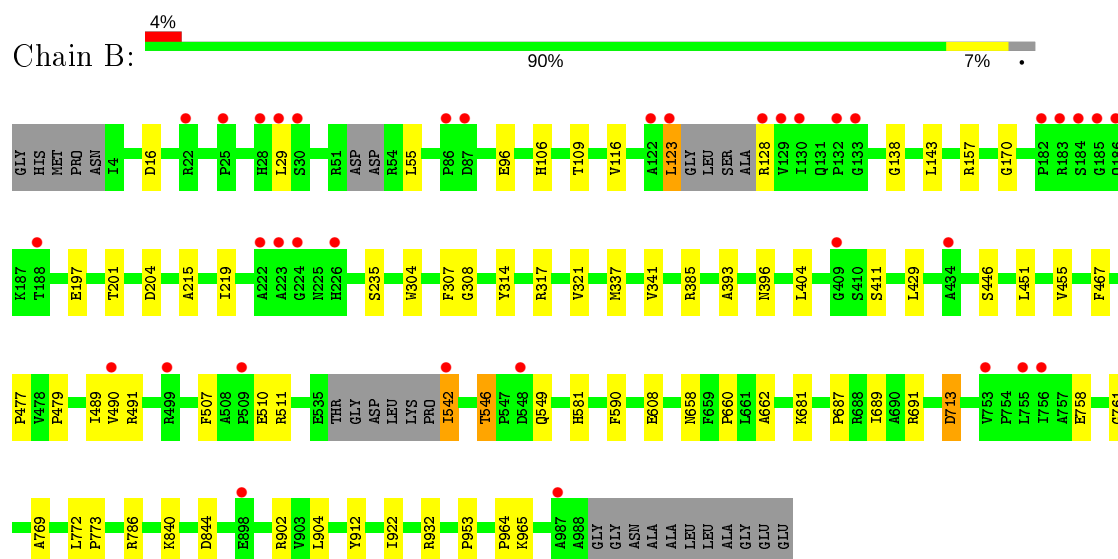 4%
Chain B:
90% 7% •
GLY HIS MET PRO ASN I4 D16 R22 P25 H28 L29 S30 R51 ASP ASP R54 L55 P86 D87 E96 H106 T109 V116 A122 L123 GLY LEU SER ALA R128 V129 I130 Q131 P132 G133 G138 L143 R157 G170 P182 R183 S184 G185
K187 T188 E197 T201 D204 A215 I219 A222 A223 G224 N225 H226 S235 W304 F307 G308 Y314 R317 V321 M337 V341 R385 A393 N396 L404 G409 S410 S411 L429 A434 S446 L451 V455 F467
P477 V478 P479 I489 V490 R491 R499 F507 A508 P509 E510 R511 E535 THR GLY ASP LEU LYS PRO I542 T546 P547 D548 Q549 H581 F590 E608 N658 F659 P660 L661 A662 K681 P687 R688 I689 A690 R691 D713 V753 P754 L755 I756 A757 E758
A769 L772 P773 R786 K840 D844 E898 R902 V903 L904 Y912 I922 R932 P953 P964 K965 A987 A988 GLY GLY ASN ALA ALA LEU LEU ALA GLY GLU GLU